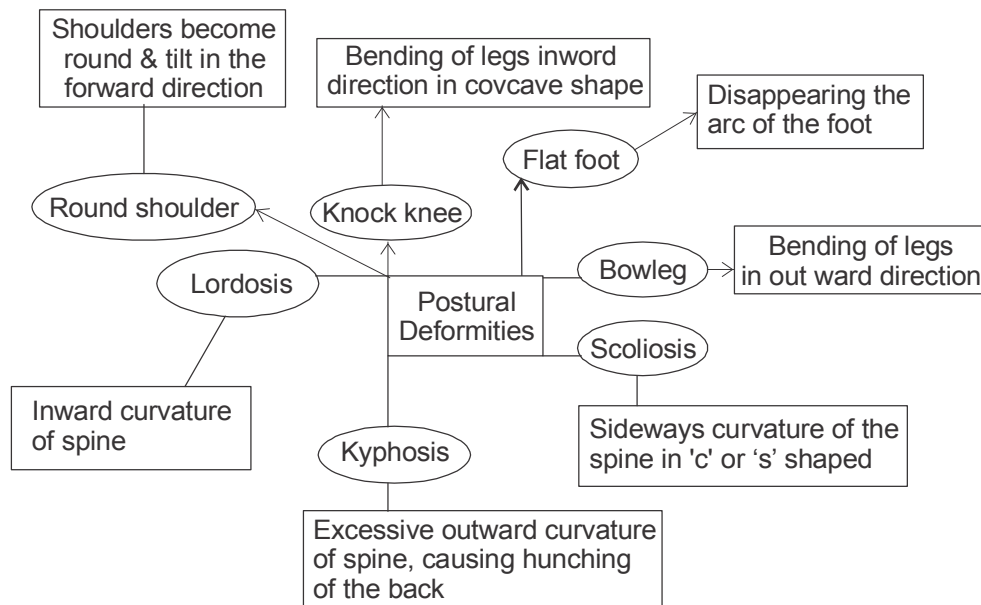 Shoulders become
round & tilt in the
forward direction
Bending of legs inword
direction in covcave shape
Disappearing the
arc of the foot
Flat foot
Round shoulder
Knock knee
Lordosis
Bowleg
Bending of legs
in out ward direction
Postural
Deformities
Scoliosis
Inward curvature
of spine
Kyphosis
Sideways curvature of the
spine in 'c' or ‘s’ shaped
Excessive outward curvature
of spine, causing hunching
of the back